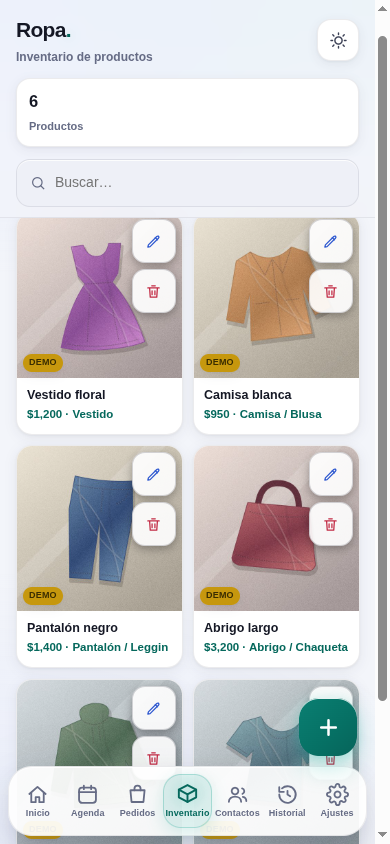 Ropa.
Inventario de productos
6
Productos
Buscar…
DEMO
DEMO
Vestido floral
$1,200 · Vestido
Camisa blanca
$950 · Camisa / Blusa
DEMO
DEMO
Pantalón negro
$1,400 · Pantalón / Leggin
Abrigo largo
$3,200 · Abrigo / Chaqueta
Inicio
Agenda
Pedidos
Inventario
Contactos
Historial
Ajustes